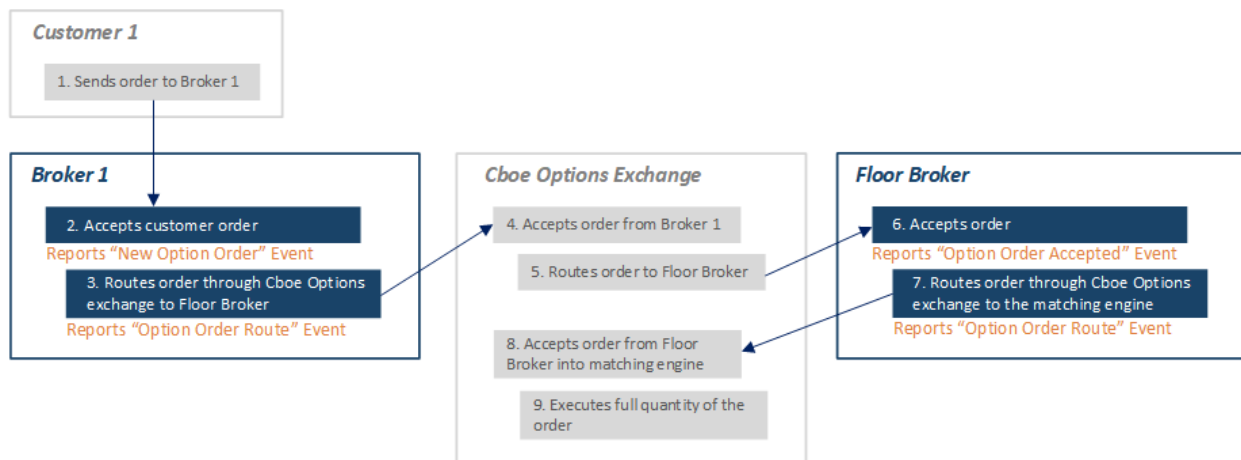 Customer 1
1. Sends order to Broker 1
Broker 1
2. Accepts customer order
Reports “New Option Order” Event
3. Routes order through Cboe Options
exchange to Floor Broker
Reports “Option Order Route” Event
Cboe Options Exchange
4. Accepts order from Broker 1
5. Routes order to Floor Broker
8. Accepts order from Floor
Broker into matching engine
9. Executes full quantity of the
order
Floor Broker
6. Accepts order
Reports “Option Order Accepted” Event
7. Routes order through Cboe Options
exchange to the matching engine
Reports “Option Order Route” Event